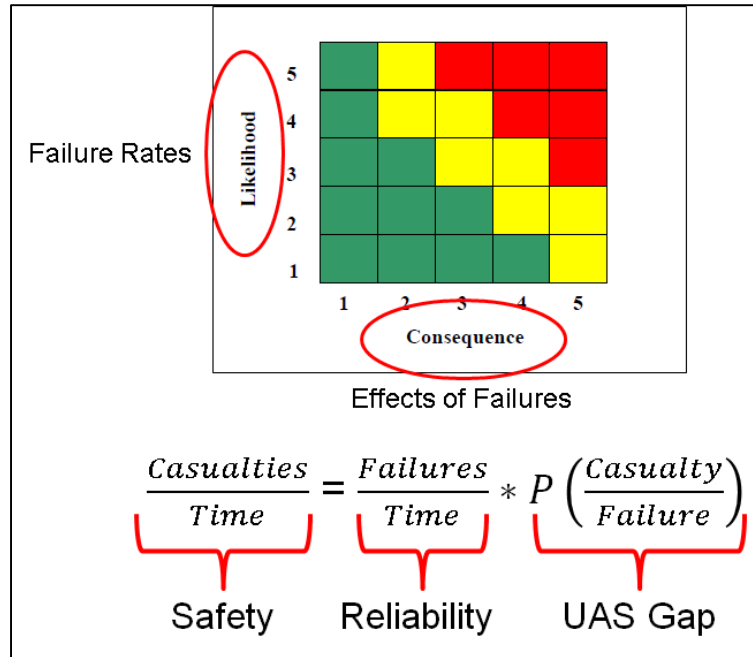 5
4
Failure Rates
Likelihood
3
2
1
1 2 3 4 5
Consequence
Effects of Failures
Casualties/Time = Failures/Time * P (Casualty/Failure)
Safety Reliability UAS Gap